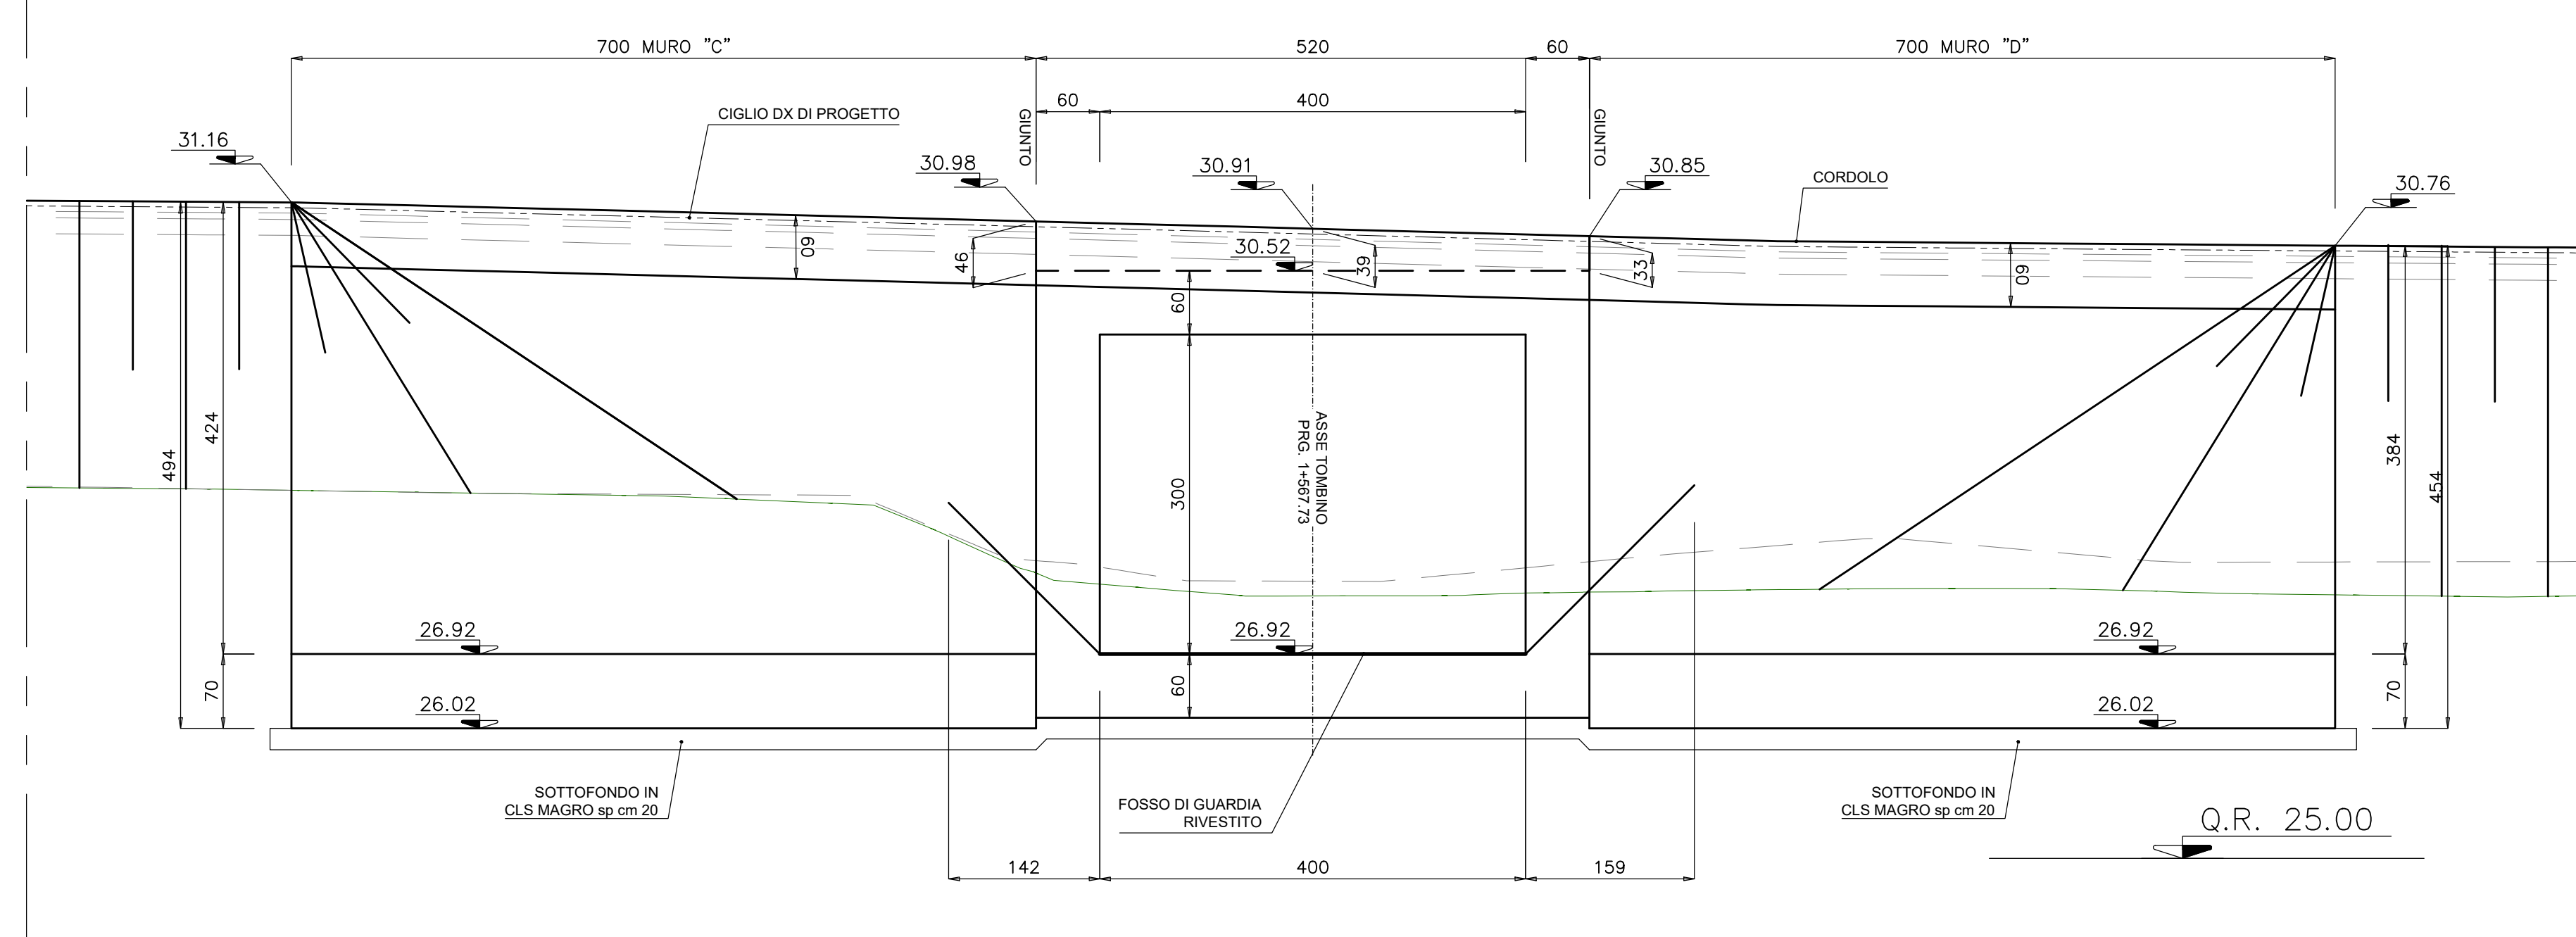 700 MURO "C"
520
60
700 MURO "D"
60
400
CIGLIO DX DI PROGETTO
GIUNTO
GIUNTO
31.16
30.98
30.91
30.85
CORDOLO
30.76
60
46
30.52
39
33
60
60
424
494
300
ASSE TOMBINO
PRG. 1+567.73
384
454
26.92
26.92
26.92
70
60
70
26.02
26.02
SOTTOFONDO IN
CLS MAGRO sp cm 20
FOSSO DI GUARDIA
RIVESTITO
SOTTOFONDO IN
CLS MAGRO sp cm 20
Q.R. 25.00
142
400
159